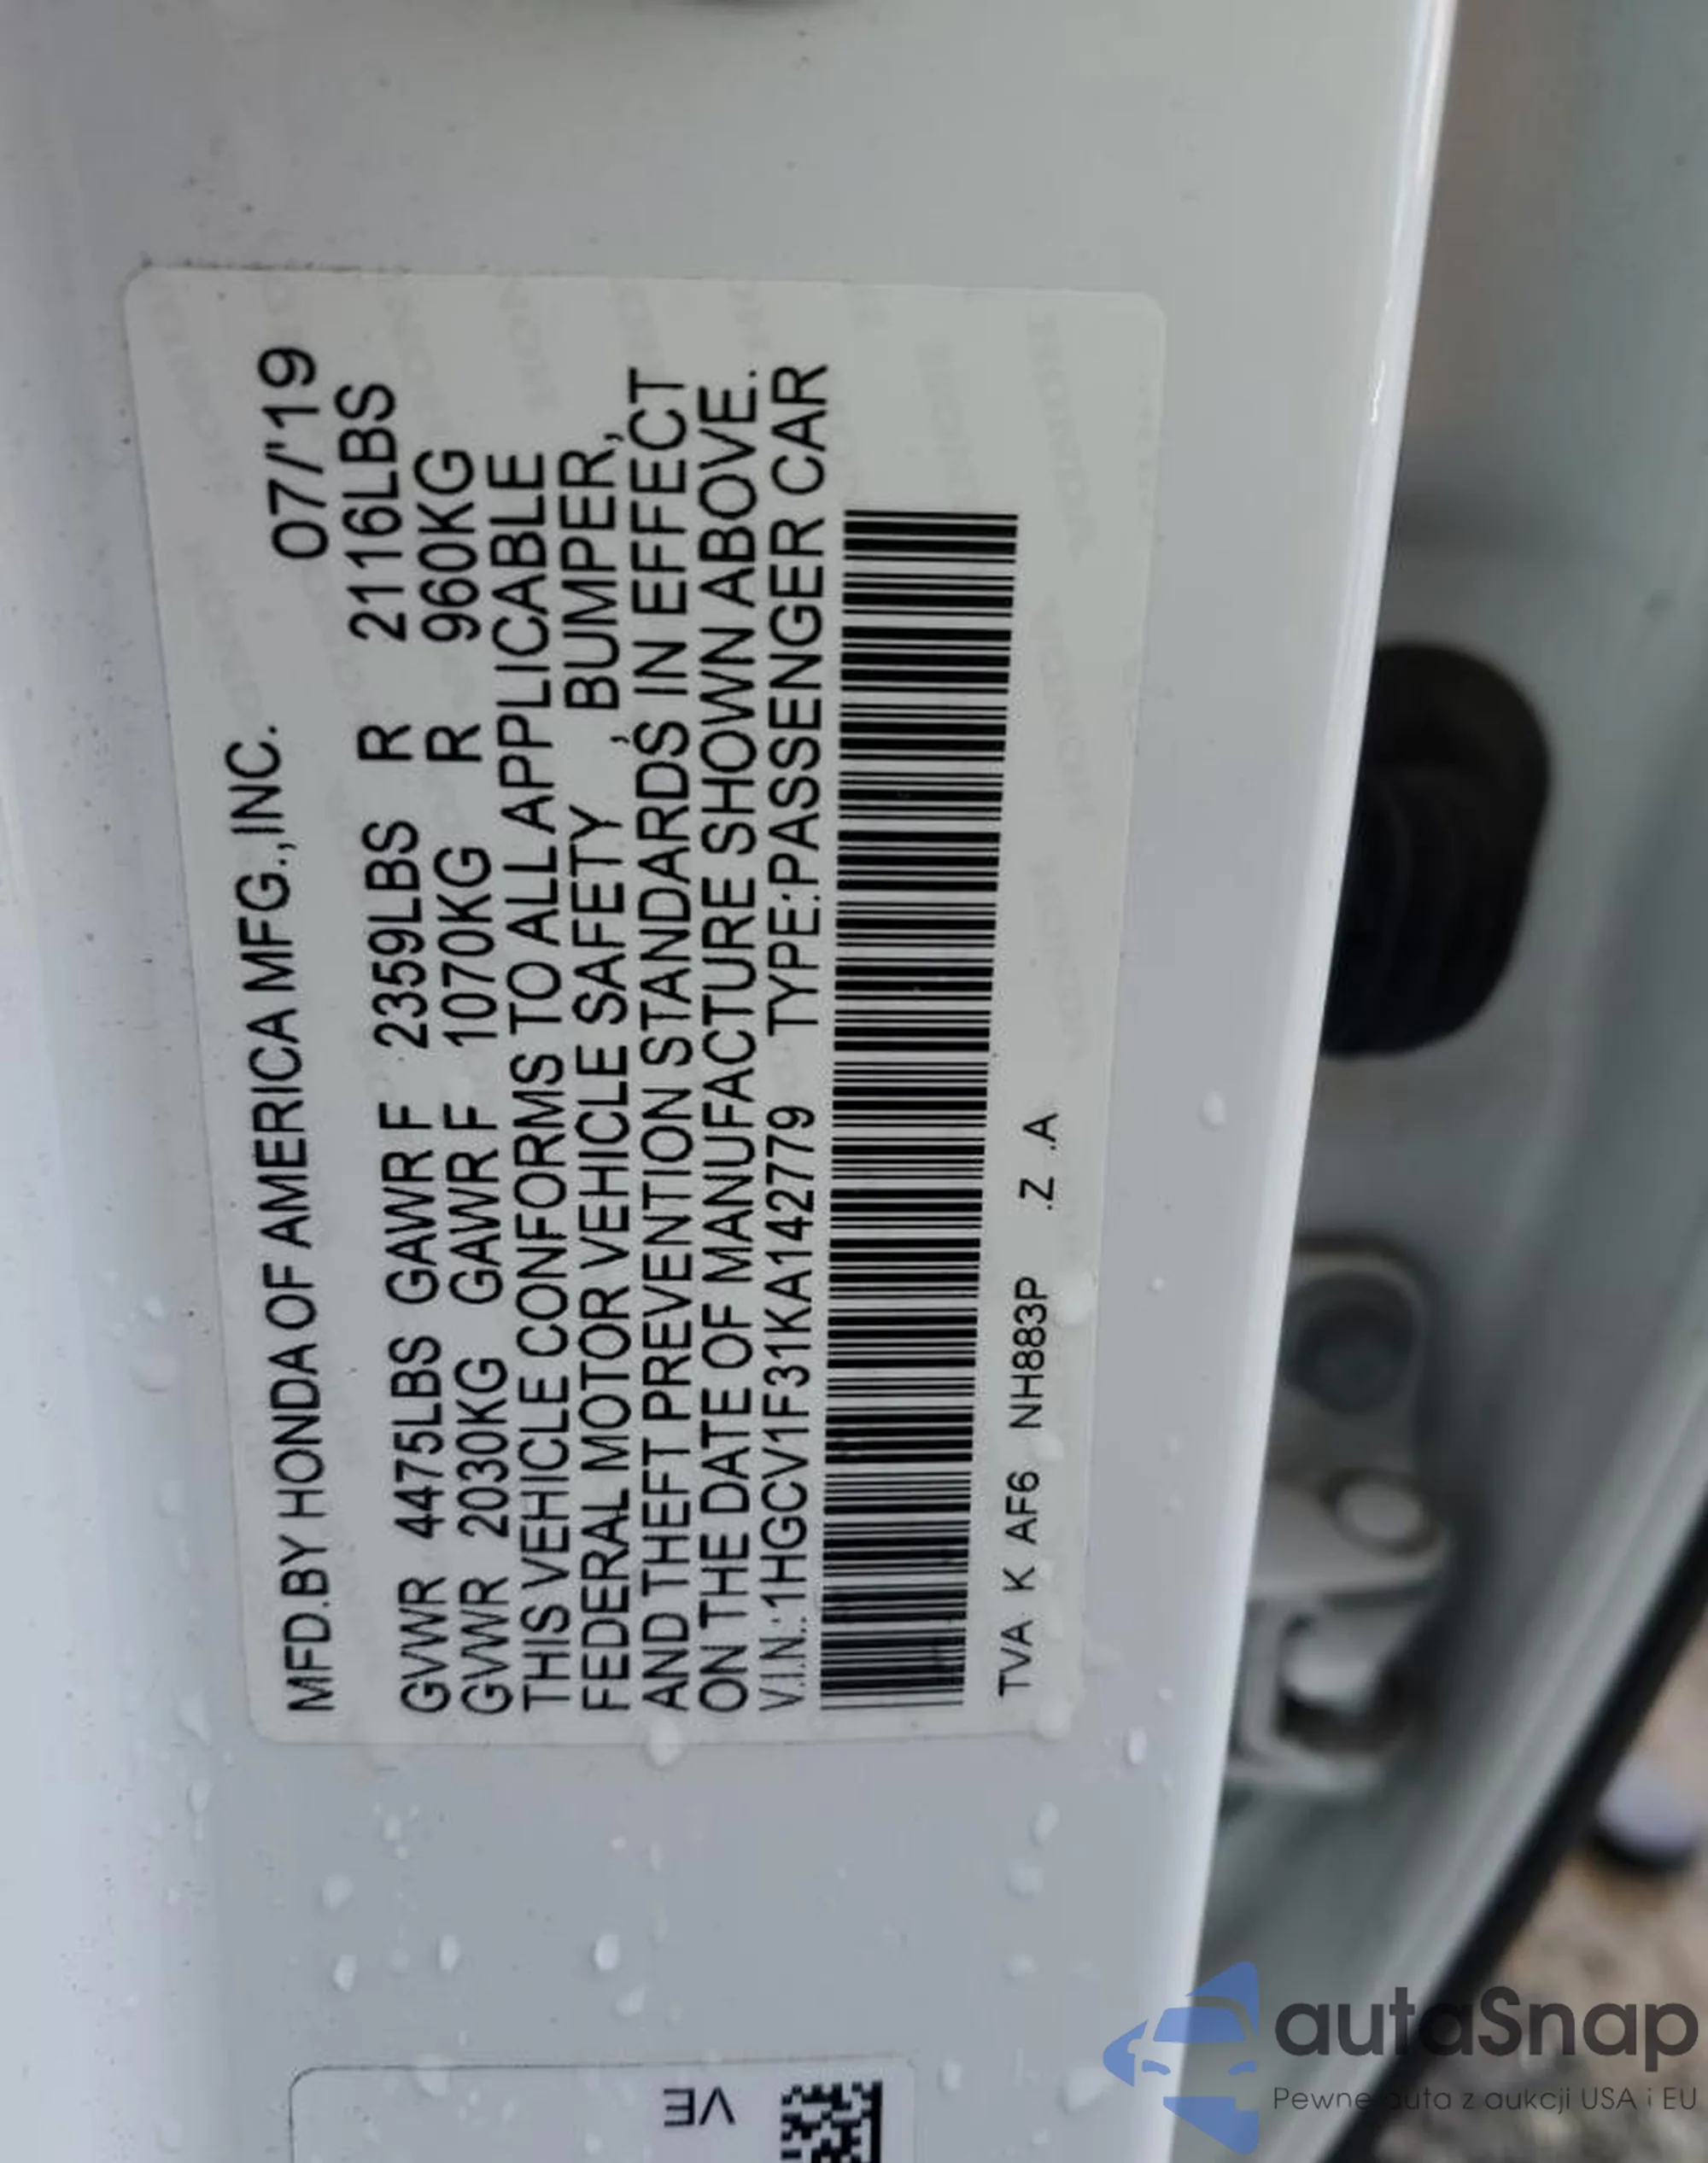 MFD.BY HONDA OF AMERICA MFG.,INC. 07/'19
GVWR 4475LBS GAWR F 2359LBS R 2116LBS
GVWR 2030KG GAWR F 1070KG R 960KG
THIS VEHICLE CONFORMS TO ALL APPLICABLE
FEDERAL MOTOR VEHICLE SAFETY , BUMPER,
AND THEFT PREVENTION STANDARDS, IN EFFECT
ON THE DATE OF MANUFACTURE SHOWN ABOVE.
V.I.N.:1HGCV1F31KA142779 TYPE:PASSENGER CAR
TVA K AF6 NH883P .Z .A
VE
autaSnap
Pewne auta z aukcji USA i EU